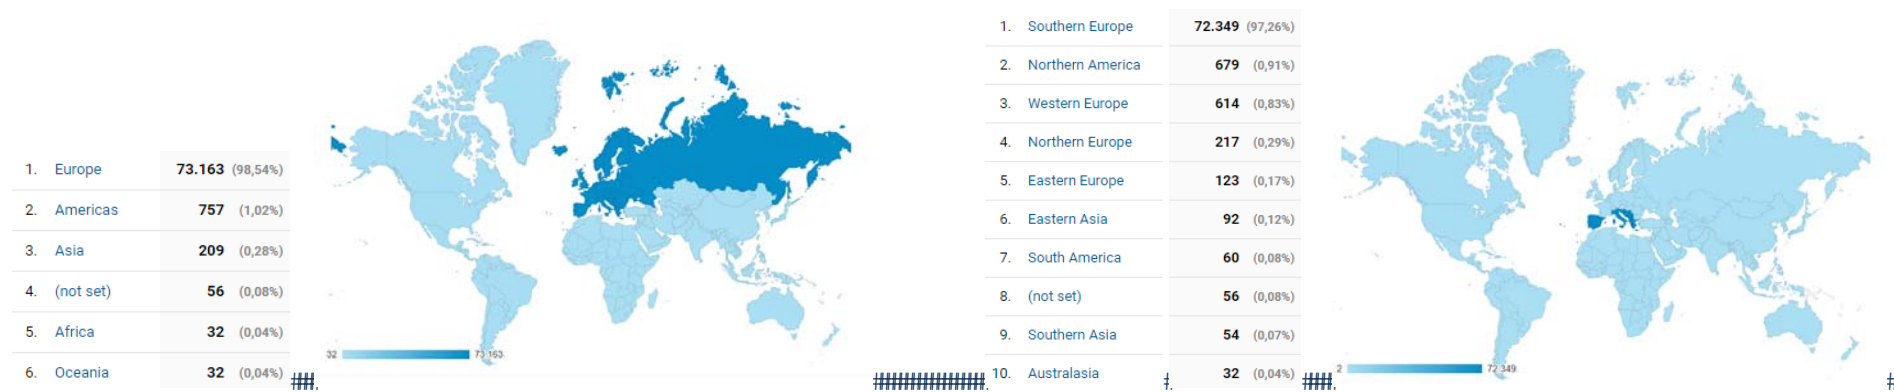 1. Europe 73.163 (98,54%)
2. Americas 757 (1,02%)
3. Asia 209 (0,28%)
4. (not set) 56 (0,08%)
5. Africa 32 (0,04%)
6. Oceania 32 (0,04%)
32 73.163
1. Southern Europe 72.349 (97,26%)
2. Northern America 679 (0,91%)
3. Western Europe 614 (0,83%)
4. Northern Europe 217 (0,29%)
5. Eastern Europe 123 (0,17%)
6. Eastern Asia 92 (0,12%)
7. South America 60 (0,08%)
8. (not set) 56 (0,08%)
9. Southern Asia 54 (0,07%)
10. Australasia 32 (0,04%)
2 72.349